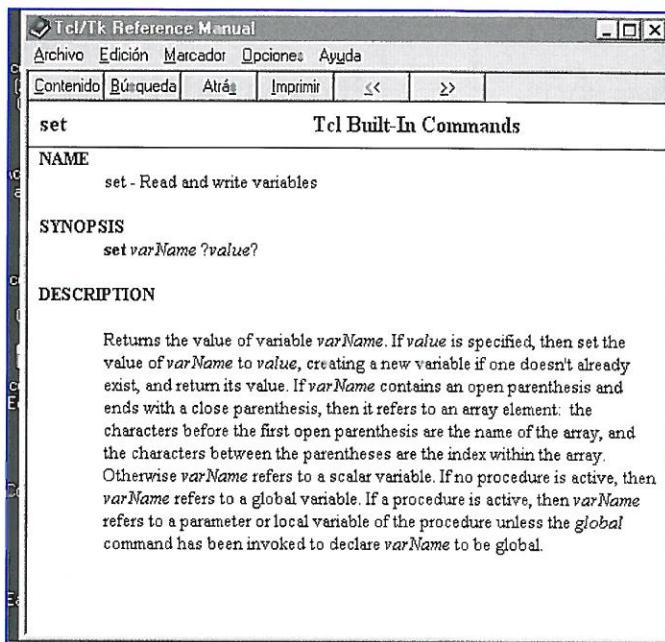 Tcl/Tk Reference Manual
Archivo Edición Marcador Opciones Ayuda
Contenido Búsqueda Atrás Imprimir << >>
set Tcl Built-In Commands
NAME
set - Read and write variables
SYNOPSIS
set varName ?value?
DESCRIPTION
Returns the value of variable varName. If value is specified, then set the
value of varName to value, creating a new variable if one doesn't already
exist, and return its value. If varName contains an open parenthesis and
ends with a close parenthesis, then it refers to an array element: the
characters before the first open parenthesis are the name of the array, and
the characters between the parentheses are the index within the array.
Otherwise varName refers to a scalar variable. If no procedure is active, then
varName refers to a global variable. If a procedure is active, then varName
refers to a parameter or local variable of the procedure unless the global
command has been invoked to declare varName to be global.